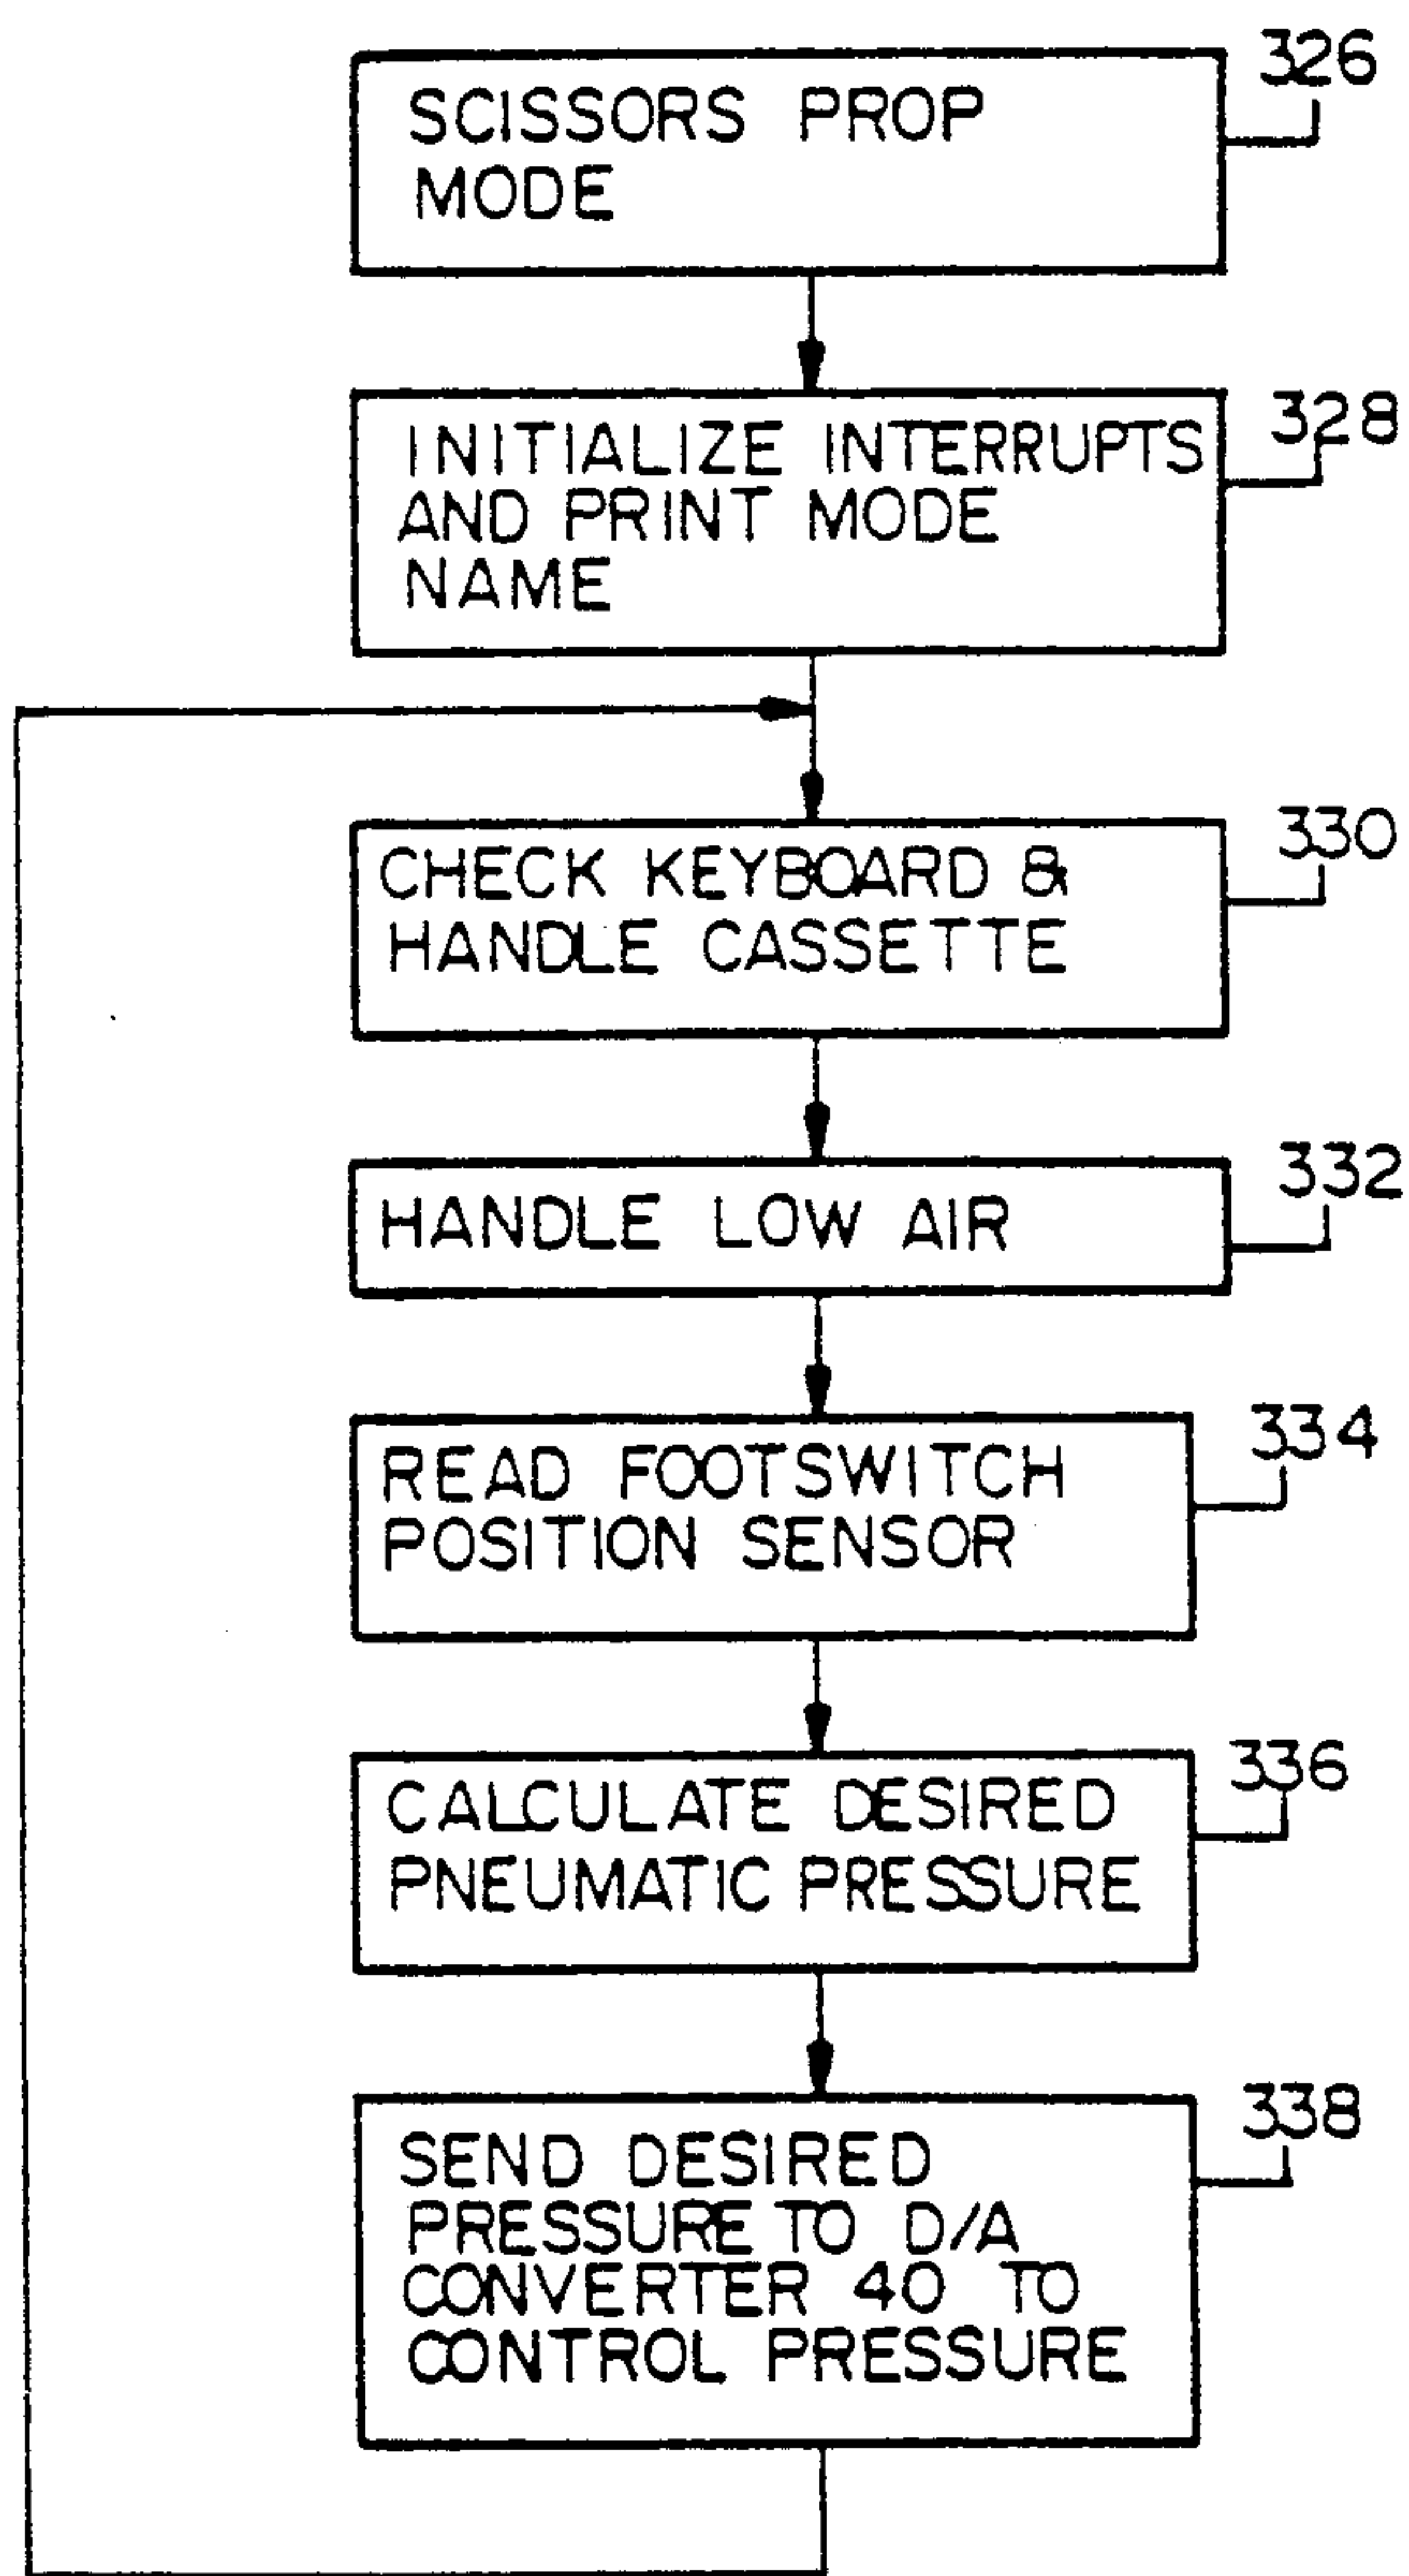 326
SCISSORS PROP
MODE
328
INITIALIZE INTERRUPTS
AND PRINT MODE
NAME
330
CHECK KEYBOARD &
HANDLE CASSETTE
332
HANDLE LOW AIR
334
READ FOOTSWITCH
POSITION SENSOR
336
CALCULATE DESIRED
PNEUMATIC PRESSURE
338
SEND DESIRED
PRESSURE TO D/A
CONVERTER 40 TO
CONTROL PRESSURE